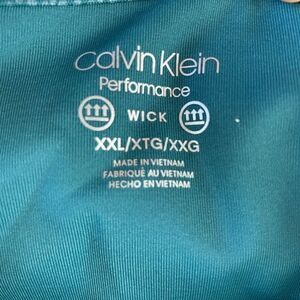 Calvin Klein
Performance
WICK
XXL/XTG/XXG
MADE IN VIETNAM
FABRIQUÉ AU VIETNAM
HECHO EN VIETNAM